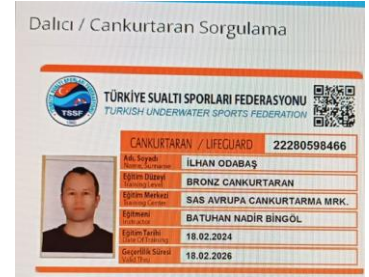 Dalıcı / Cankurtaran Sorgulama
TSSF
TÜRKİYE SUALTI SPORLARI FEDERASYONU
TURKISH UNDERWATER SPORTS FEDERATION
CANKURTARAN / LIFEGUARD 22280598466
Adı, Soyadı
Name, Surname
İLHAN ODABAŞ
Eğitim Düzeyi
Training Level
BRONZ CANKURTARAN
Eğitim Merkezi
Training Center
SAS AVRUPA CANKURTARMA MRK.
Eğitmeni
Instructor
BATUHAN NADİR BİNGÖL
Eğitim Tarihi
Date Of Training
18.02.2024
Geçerlilik Süresi
Valid Thru
18.02.2026